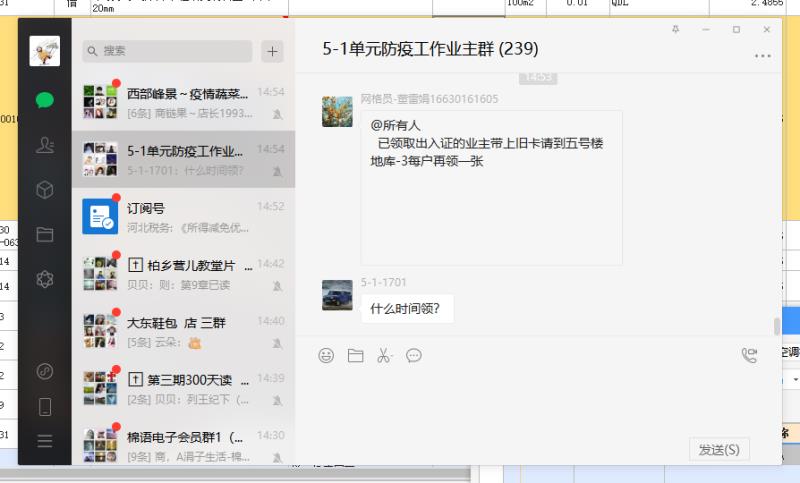 20mm
100m2
0.01
QDL
2.4855
搜索
西部峰景～疫情蔬菜...
14:54
[6条] 商链果～店长1993...
5-1单元防疫工作业...
14:54
5-1-1701：什么时间领?
订阅号
14:52
河北税务:《所得减免优...
柏乡营儿教堂片 ...
14:42
贝贝：则：第9章已读
大东鞋包 店 三群
14:40
[5条] 云朵：
第三期300天读 ...
14:39
[2条] 贝贝：列王纪下（...
棉语电子会员群1（...
14:30
[9条] 商，A消子生活-棉...
5-1单元防疫工作业主群 (239)
14:53
网格员-董雷娟16630161605
@所有人
已领取出入证的业主带上旧卡请到五号楼
地库-3每户再领一张
5-1-1701
什么时间领？
发送(S)